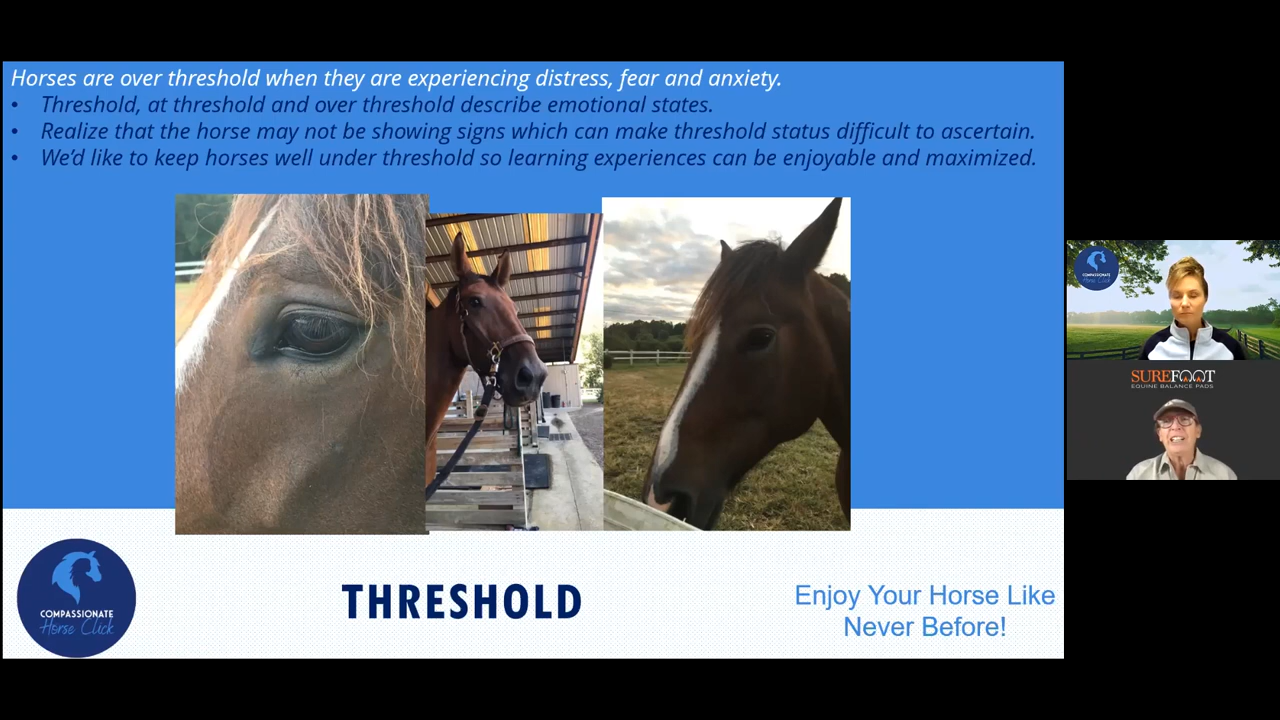 Horses are over threshold when they are experiencing distress, fear and anxiety.
• Threshold, at threshold and over threshold describe emotional states.
• Realize that the horse may not be showing signs which can make threshold status difficult to ascertain.
• We'd like to keep horses well under threshold so learning experiences can be enjoyable and maximized.
COMPASSIONATE
Horse Click
SUREFOOT
EQUINE BALANCE PADS
COMPASSIONATE
Horse Click
THRESHOLD
Enjoy Your Horse Like
Never Before!